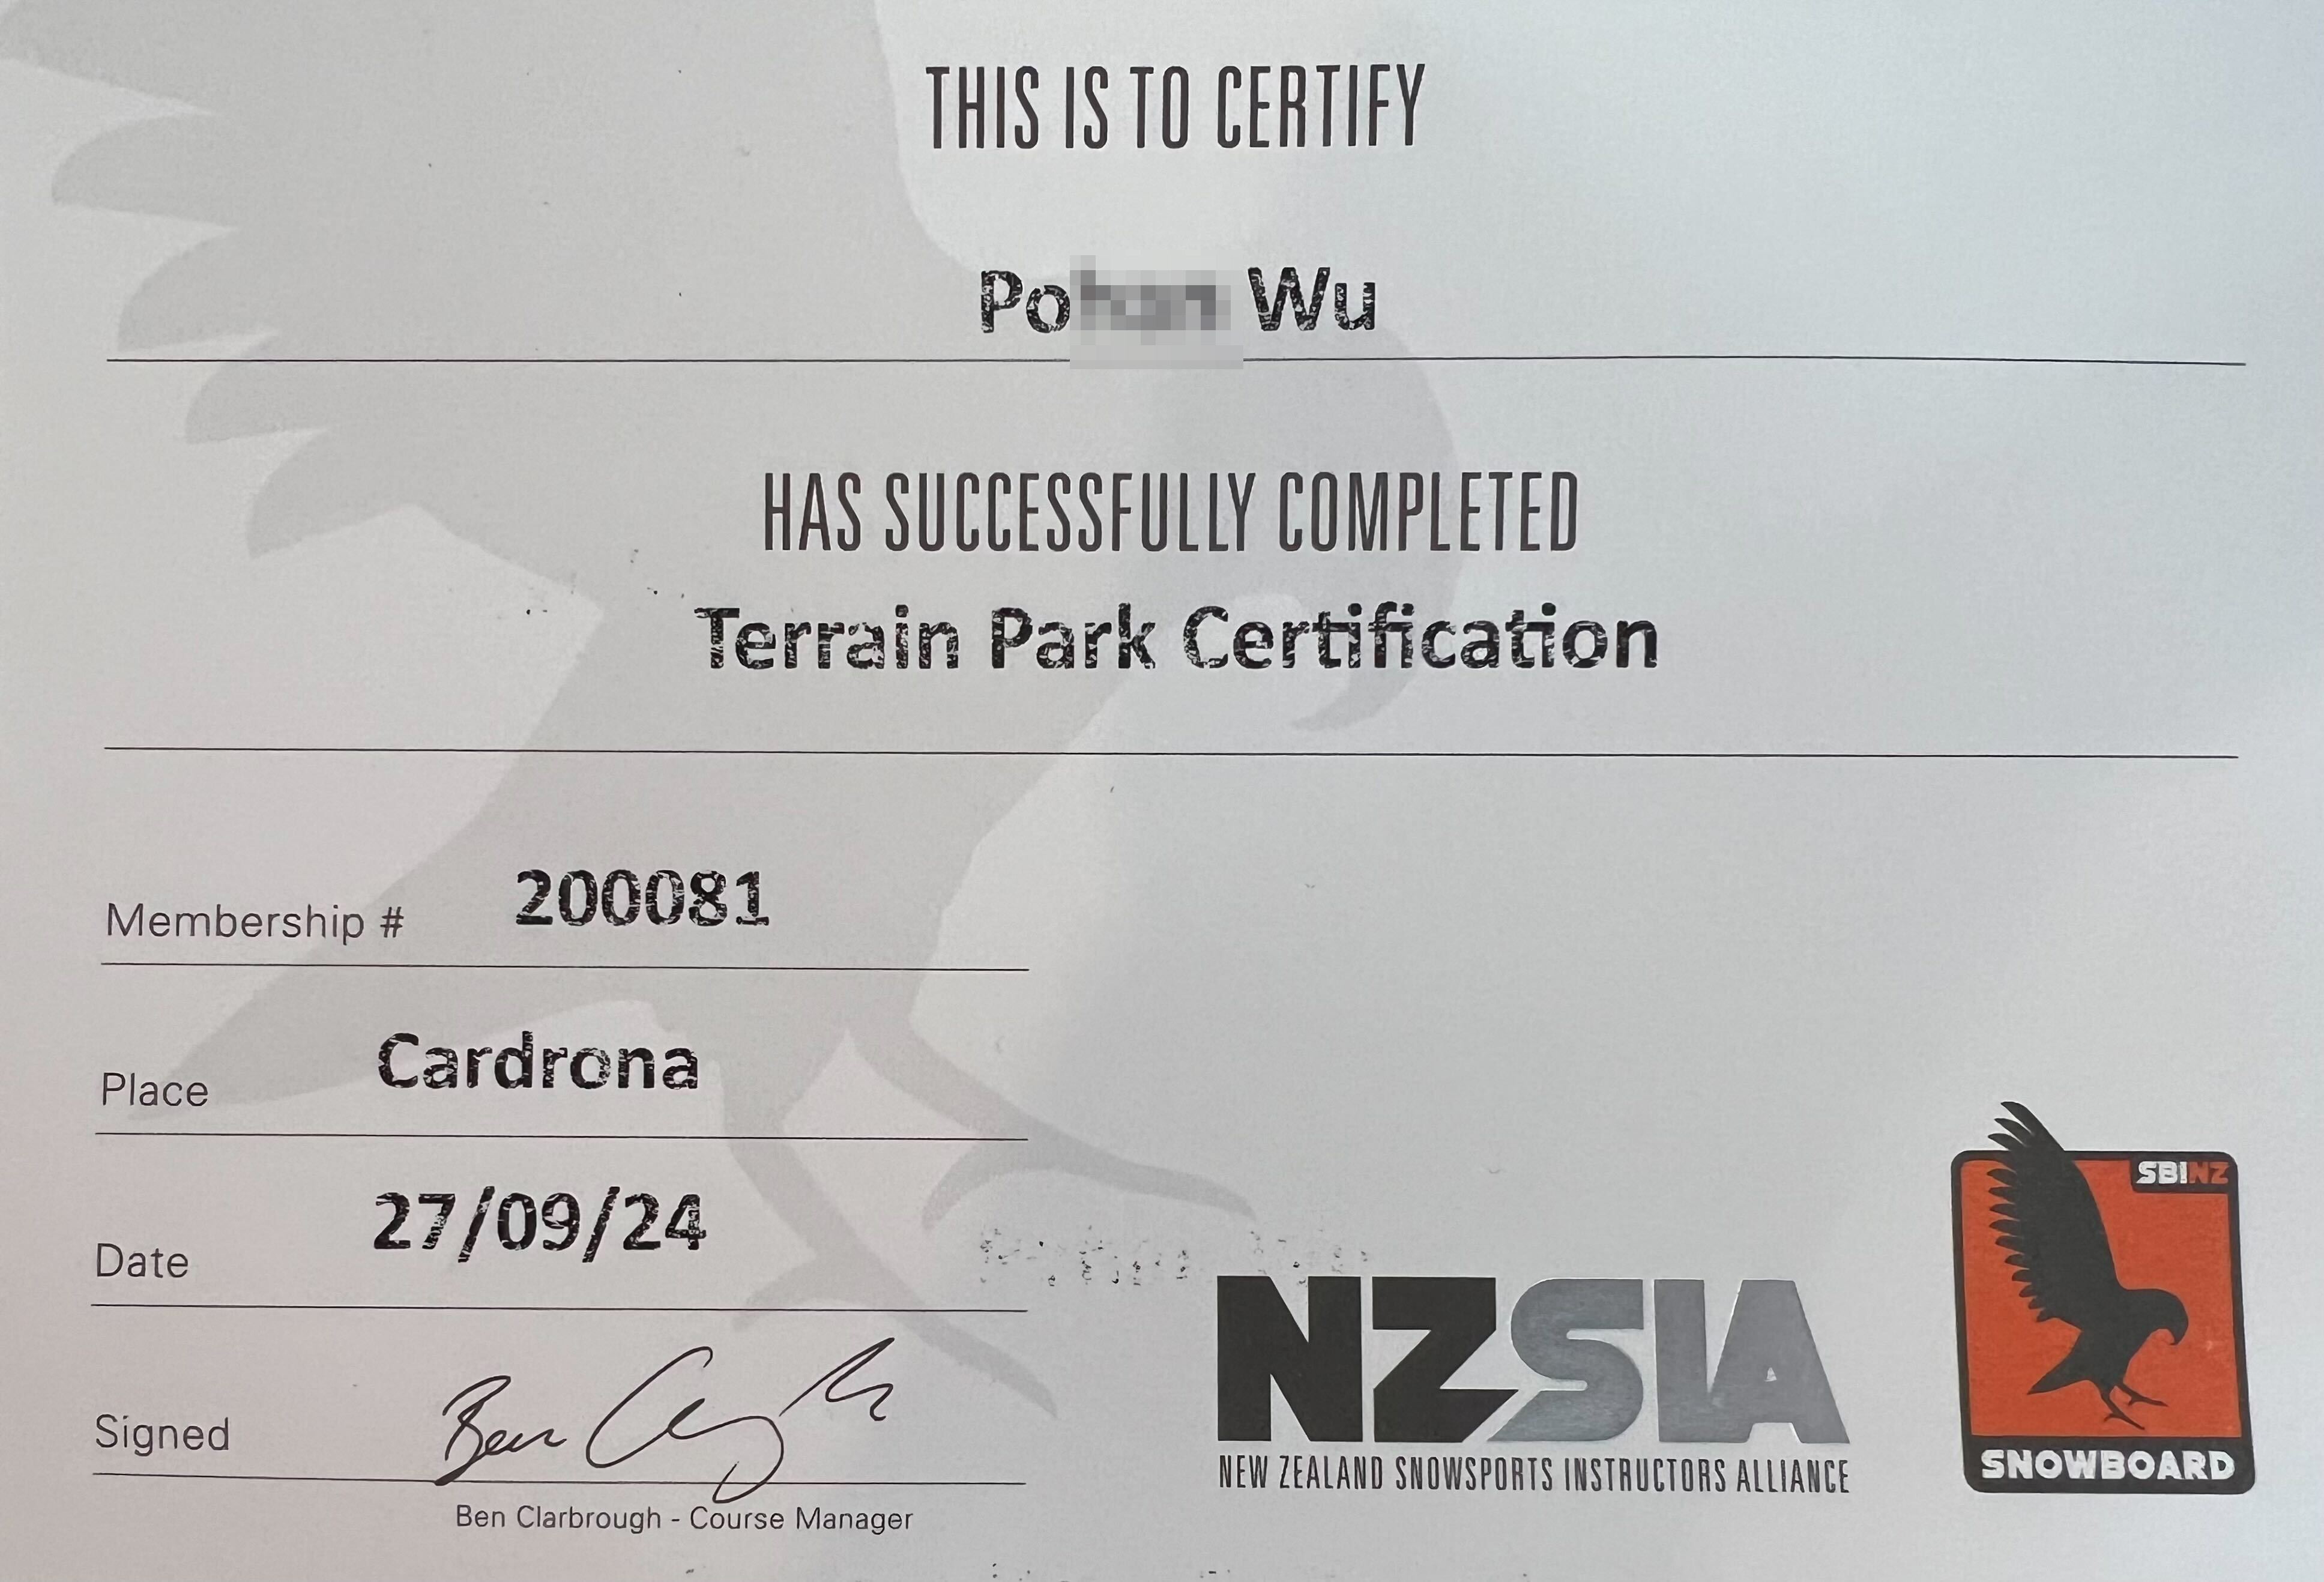 THIS IS TO CERTIFY
Po Wu
HAS SUCCESSFULLY COMPLETED
Terrain Park Certification
Membership # 200081
Place Cardrona
Date 27/09/24
Signed Ben
Ben Clarbrough - Course Manager
NZSIA
NEW ZEALAND SNOWSPORTS INSTRUCTORS ALLIANCE
SBINZ
SNOWBOARD